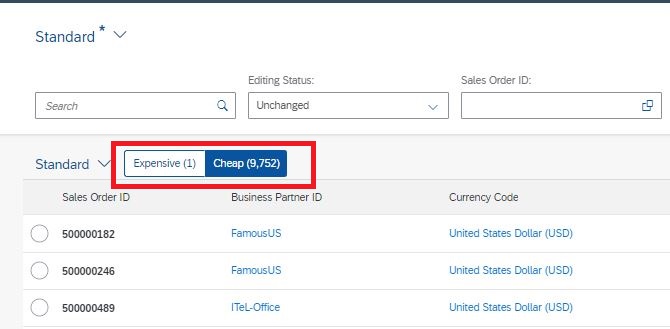 Standard *
Editing Status:
Sales Order ID:
Search
Unchanged
Standard
Expensive (1)
Cheap (9,752)
Sales Order ID
Business Partner ID
Currency Code
500000182
FamousUS
United States Dollar (USD)
500000246
FamousUS
United States Dollar (USD)
500000489
ITeL-Office
United States Dollar (USD)